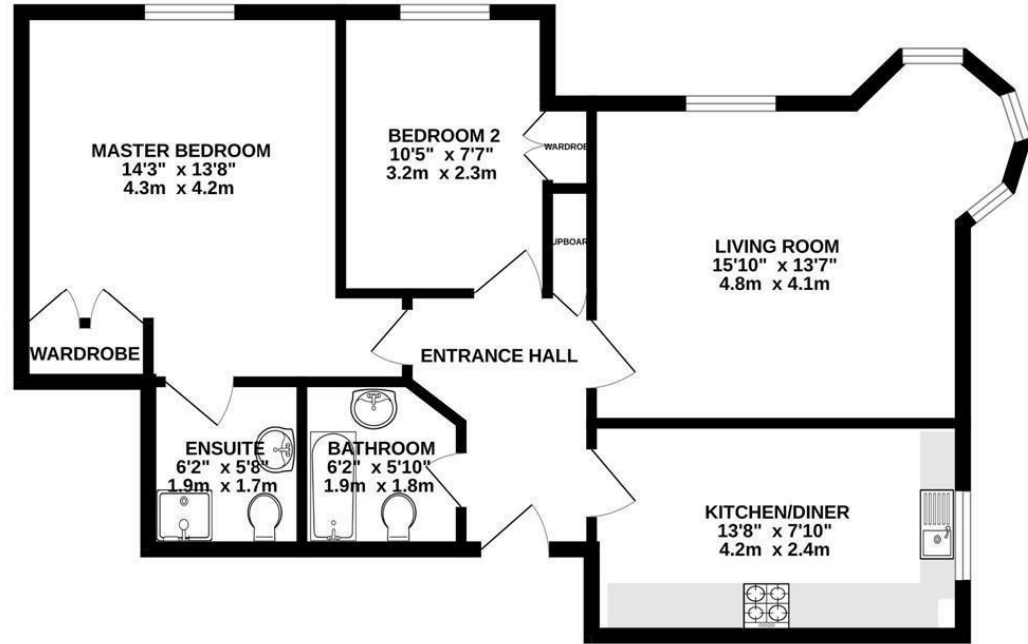 MASTER BEDROOM
14'3" x 13'8"
4.3m x 4.2m
BEDROOM 2
10'5" x 7'7"
3.2m x 2.3m
WARDROBE
UPBOAR
LIVING ROOM
15'10" x 13'7"
4.8m x 4.1m
WARDROBE
ENTRANCE HALL
ENSUITE
6'2" x 5'8"
1.9m x 1.7m
BATHROOM
6'2" x 5'10"
1.9m x 1.8m
KITCHEN/DINER
13'8" x 7'10"
4.2m x 2.4m